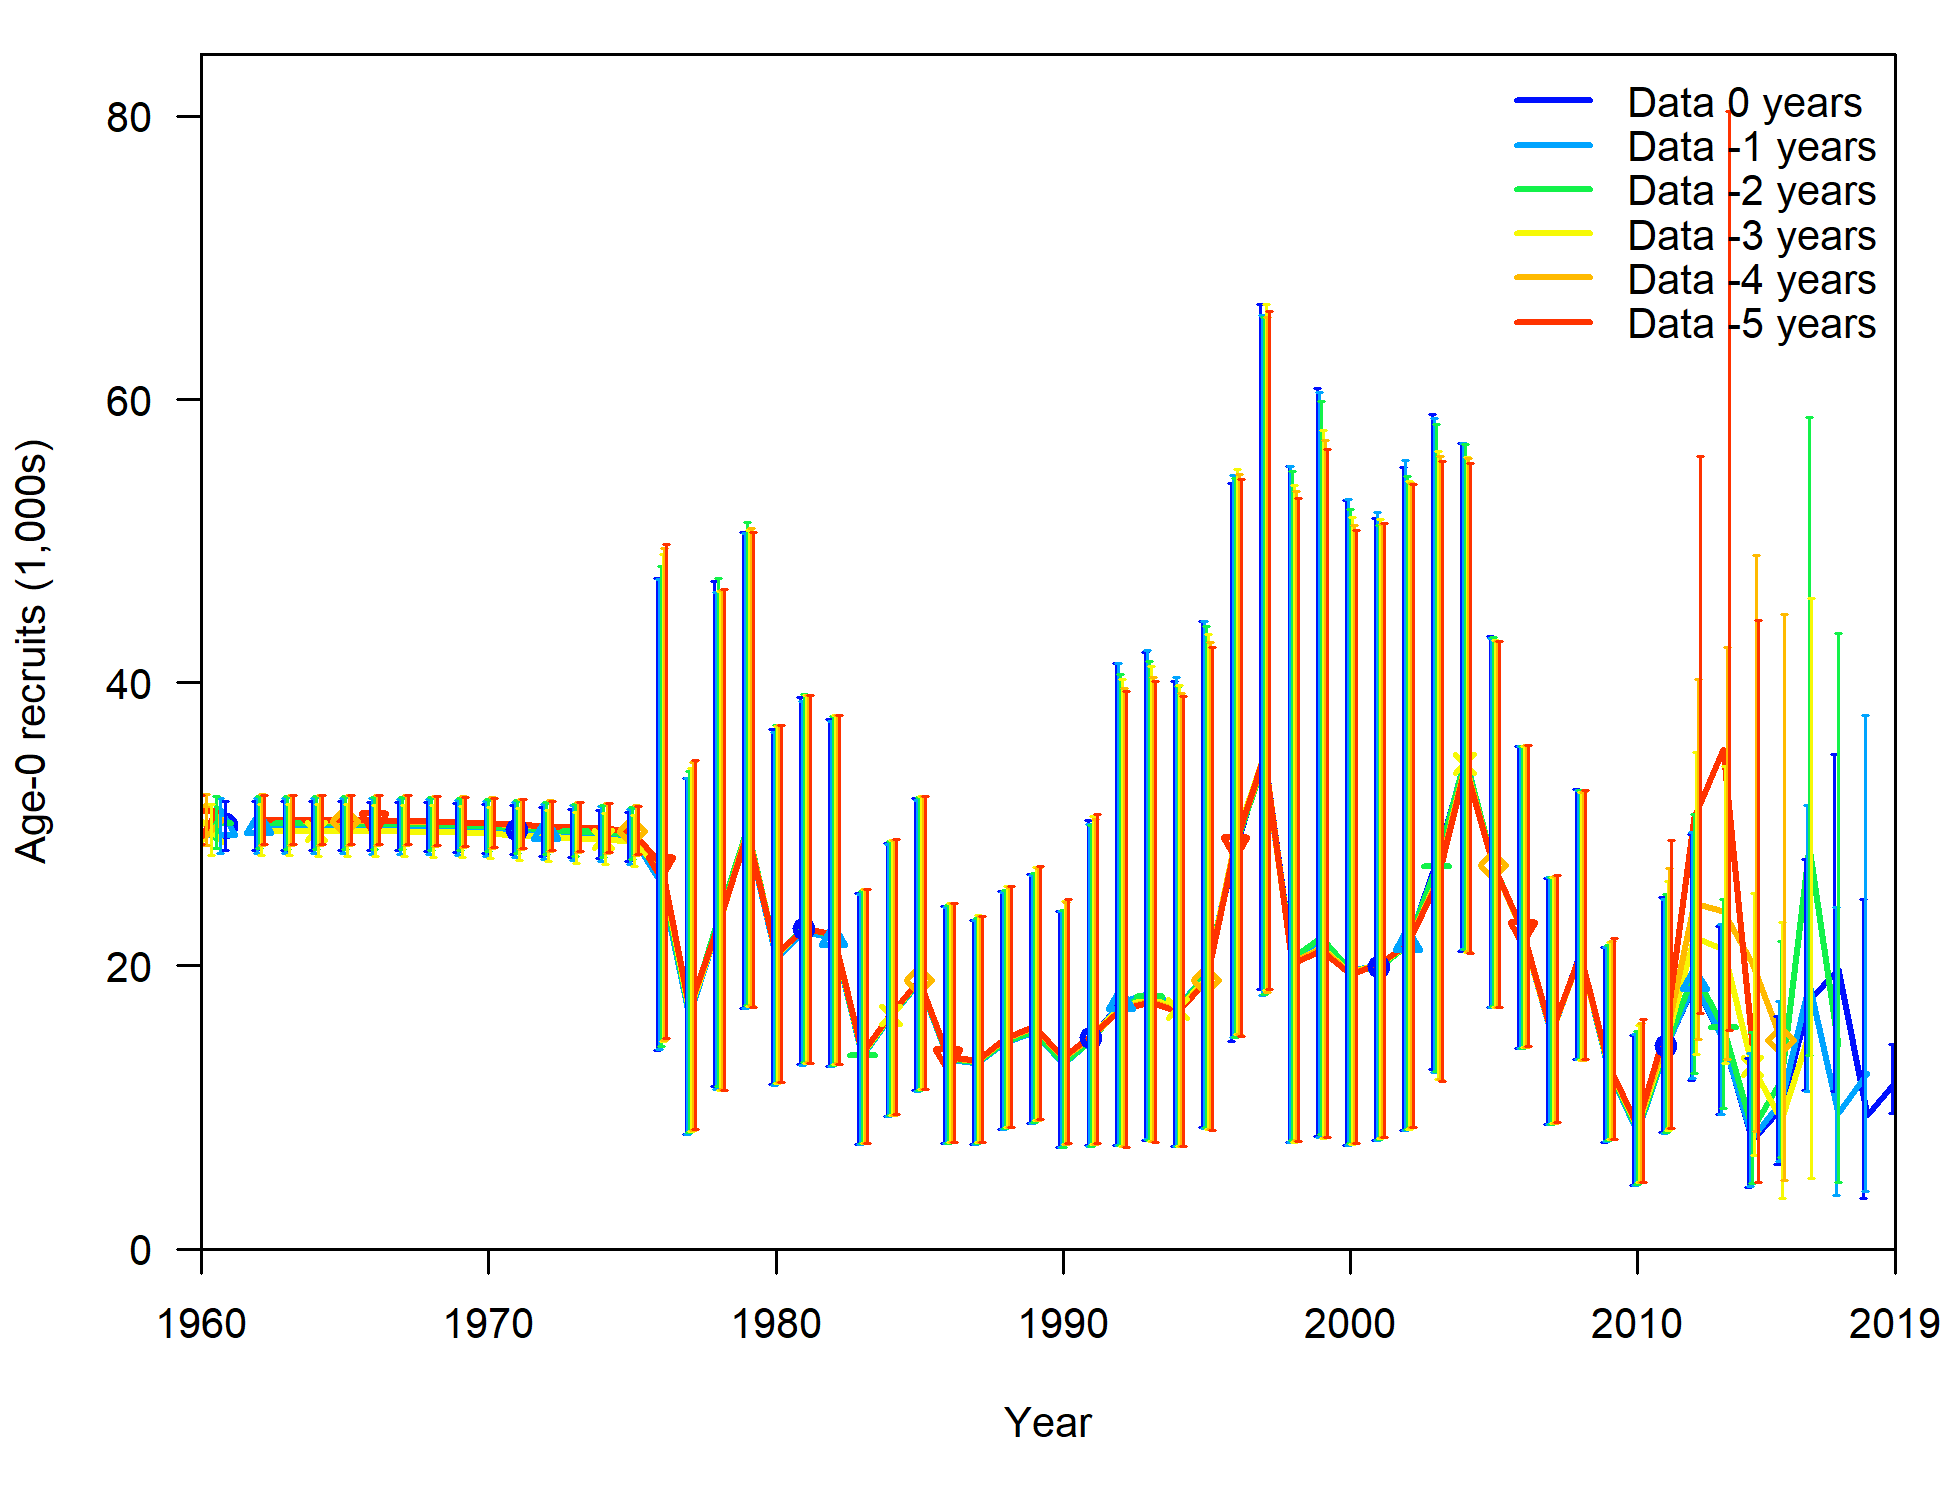 Data 0 years
Data -1 years
Data -2 years
Data -3 years
Data -4 years
Data -5 years
80
60
40
20
0
Age-0 recruits (1,000s)
1960 1970 1980 1990 2000 2010 2019
Year